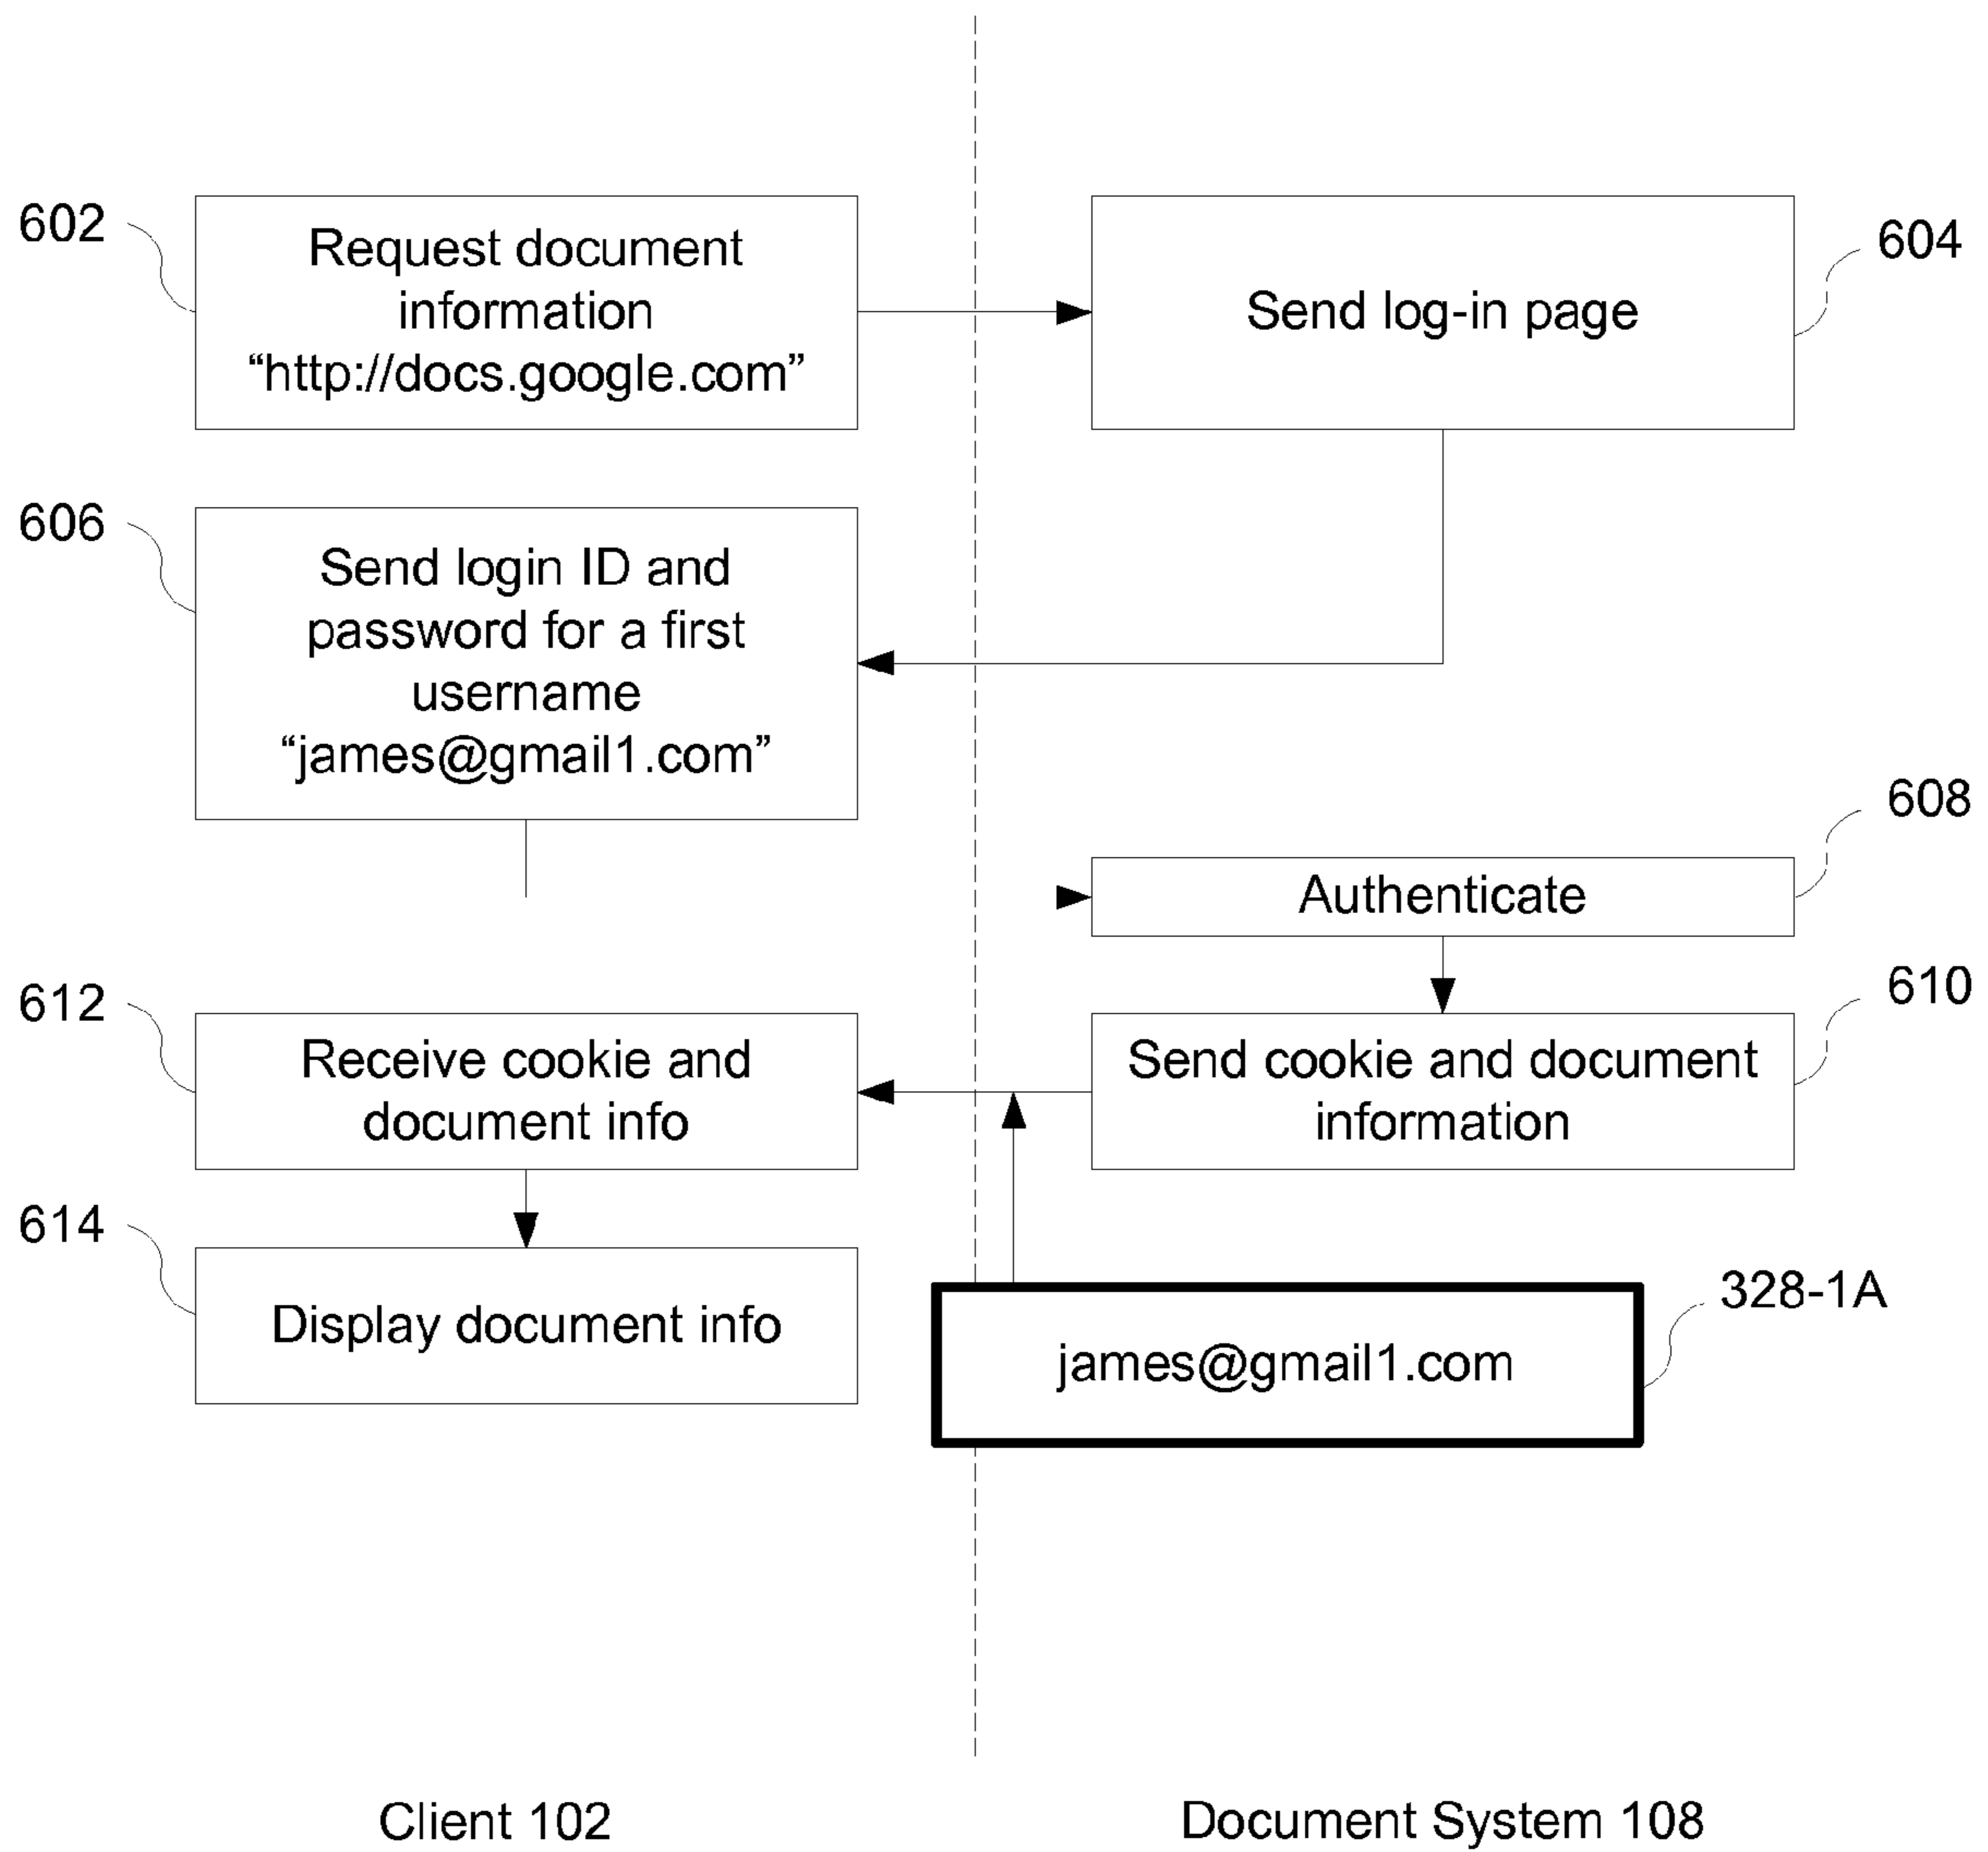 602
Request document
information
“http://docs.google.com”
Send log-in page
604
606
Send login ID and
password for a first
username
“james@gmail1.com”
608
Authenticate
612
Receive cookie and
document info
Send cookie and document
information
610
614
Display document info
james@gmail1.com
328-1A
Client 102
Document System 108